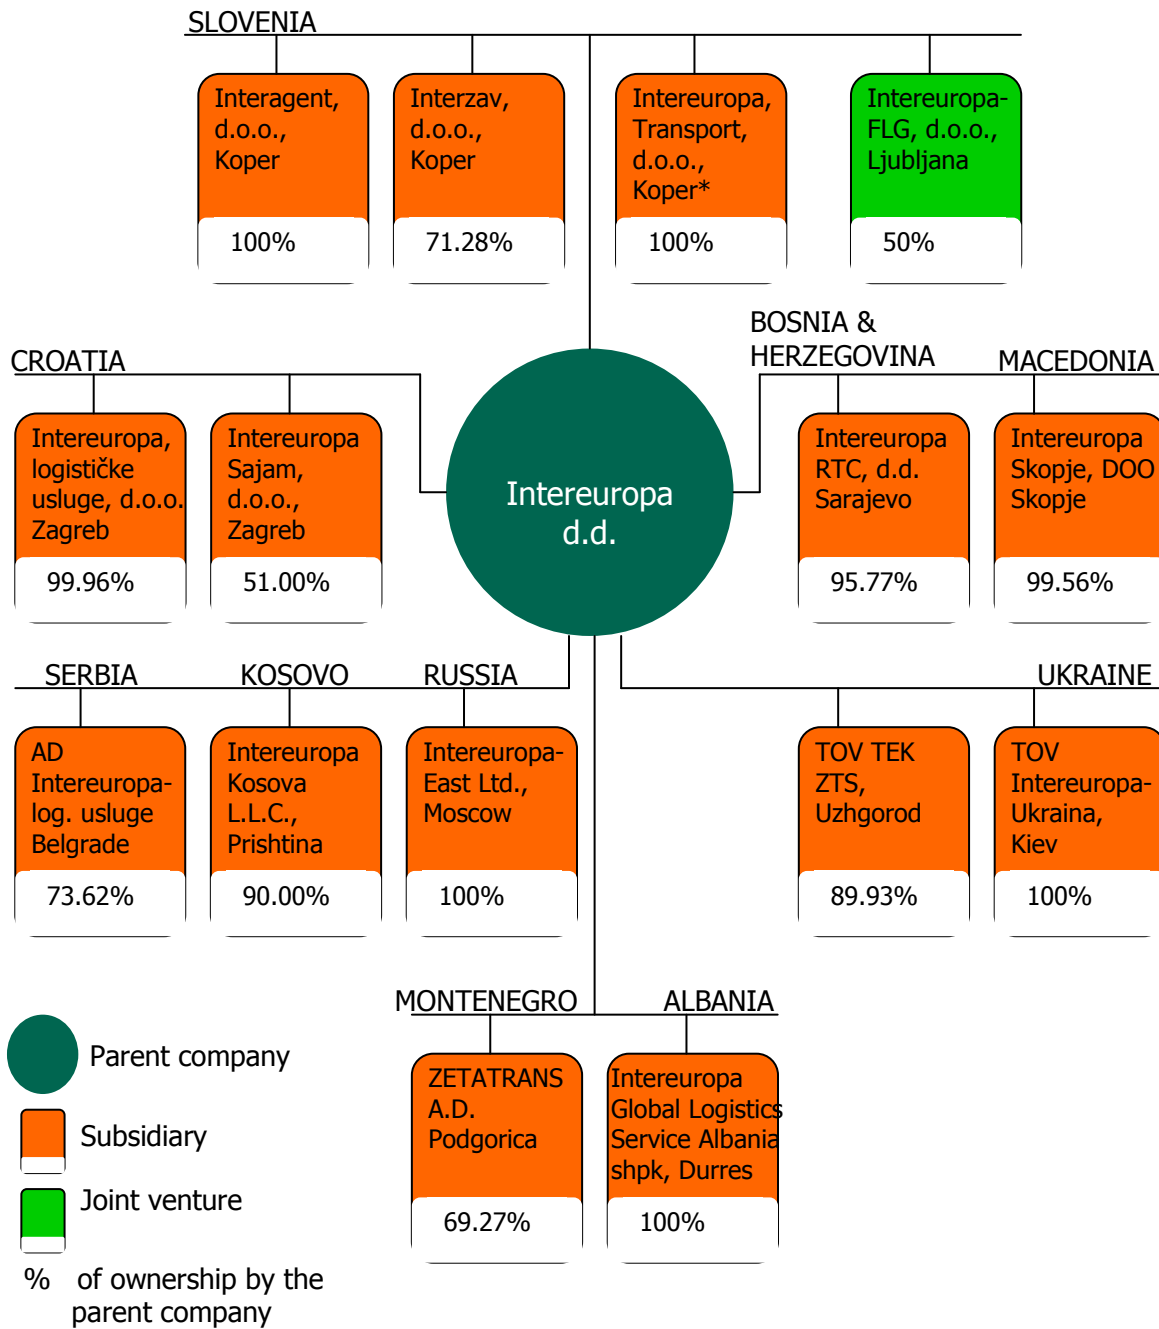 SLOVENIA
Interagent,
d.o.o.,
Koper
100%
Interzav,
d.o.o.,
Koper
71.28%
Intereuropa,
Transport,
d.o.o.,
Koper*
100%
Intereuropa-
FLG, d.o.o.,
Ljubljana
50%
CROATIA
Intereuropa,
logističke
usluge, d.o.o.
Zagreb
99.96%
Intereuropa
Sajam,
d.o.o.,
Zagreb
51.00%
Intereuropa
d.d.
BOSNIA &
HERZEGOVINA
Intereuropa
RTC, d.d.
Sarajevo
95.77%
MACEDONIA
Intereuropa
Skopje, DOO
Skopje
99.56%
SERBIA
AD
Intereuropa-
log. usluge
Belgrade
73.62%
KOSOVO
Intereuropa
Kosova
L.L.C.,
Prishtina
90.00%
RUSSIA
Intereuropa-
East Ltd.,
Moscow
100%
UKRAINE
TOV TEK
ZTS,
Uzhgorod
89.93%
TOV
Intereuropa-
Ukraina,
Kiev
100%
MONTENEGRO
ZETATRANS
A.D.
Podgorica
69.27%
ALBANIA
Intereuropa
Global Logistics
Service Albania
shpk, Durres
100%
Parent company
Subsidiary
Joint venture
% of ownership by the
parent company